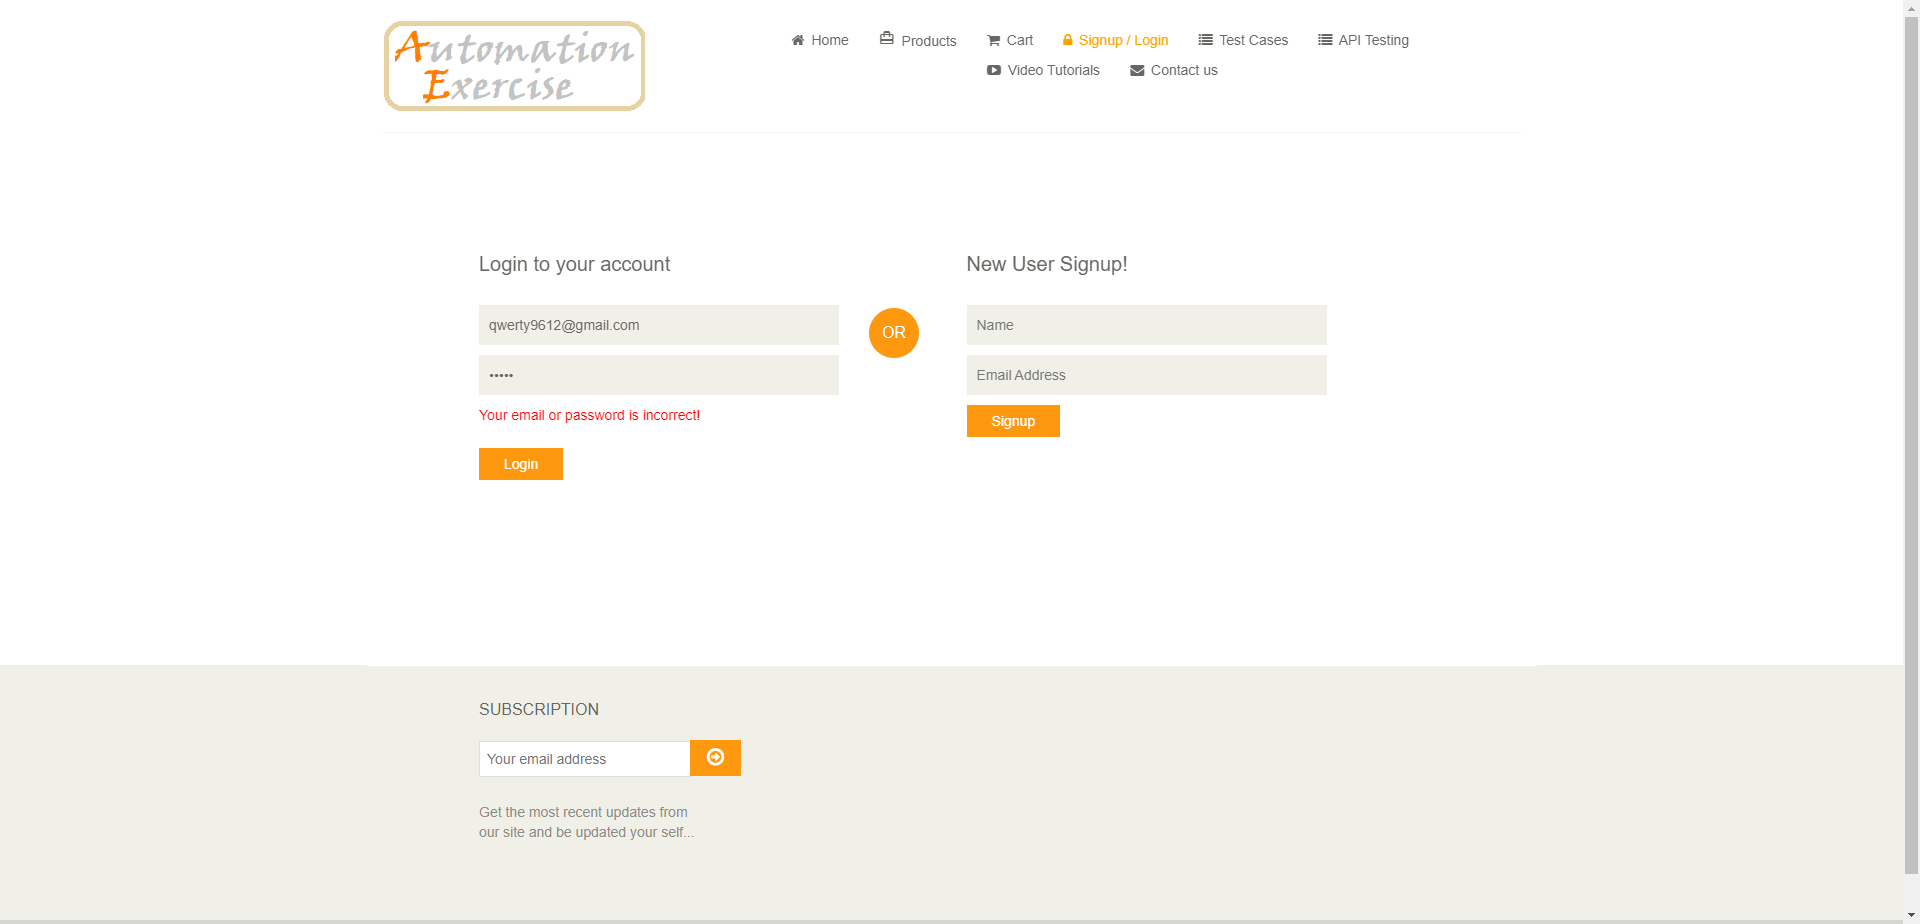 Automation
Exercise
Home
Products
Cart
Signup / Login
Test Cases
API Testing
Video Tutorials
Contact us
Login to your account
qwerty9612@gmail.com
•••••
Your email or password is incorrect!
Login
OR
New User Signup!
Name
Email Address
Signup
SUBSCRIPTION
Your email address
Get the most recent updates from
our site and be updated your self...